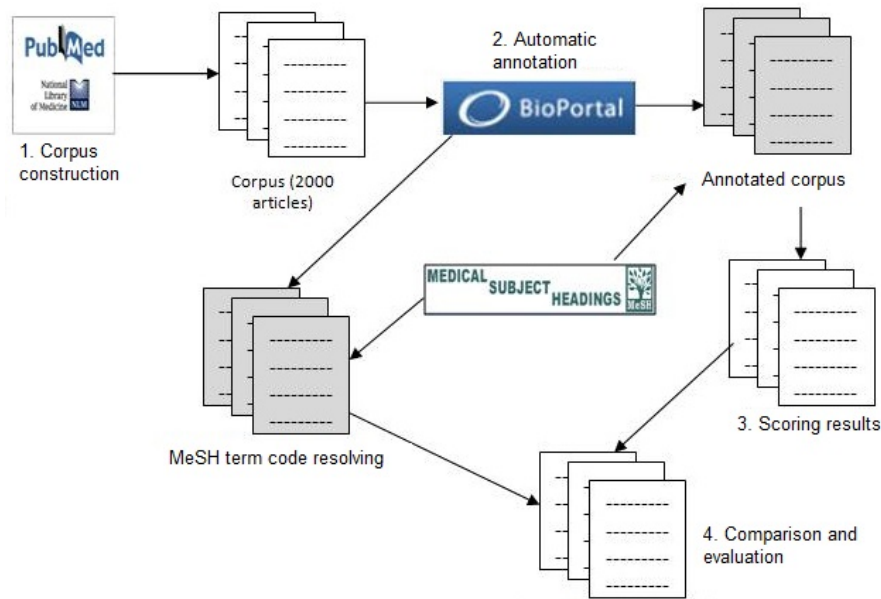 PubMed
National
Library
of Medicine NLM
1. Corpus
construction
Corpus (2000
articles)
2. Automatic
annotation
BioPortal
Annotated corpus
MEDICAL
SUBJECT
HEADINGS
MeSH
MeSH term code resolving
3. Scoring results
4. Comparison and
evaluation